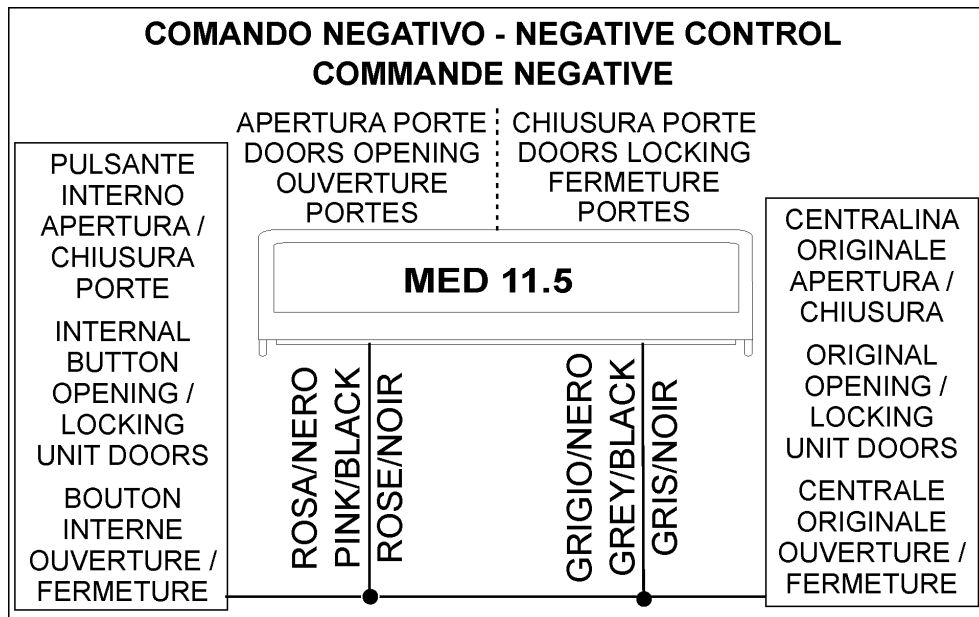 COMANDO NEGATIVO - NEGATIVE CONTROL
COMMANDE NEGATIVE
PULSANTE
INTERNO
APERTURA /
CHIUSURA
PORTE
INTERNAL
BUTTON
OPENING /
LOCKING
UNIT DOORS
BOUTON
INTERNE
OUVERTURE /
FERMETURE
APERTURA PORTE
DOORS OPENING
OUVERTURE
PORTES
CHIUSURA PORTE
DOORS LOCKING
FERMETURE
PORTES
MED 11.5
ROSA/NERO
PINK/BLACK
ROSE/NOIR
GRIGIO/NERO
GREY/BLACK
GRIS/NOIR
CENTRALINA
ORIGINALE
APERTURA /
CHIUSURA
ORIGINAL
OPENING /
LOCKING
UNIT DOORS
CENTRALE
ORIGINALE
OUVERTURE /
FERMETURE